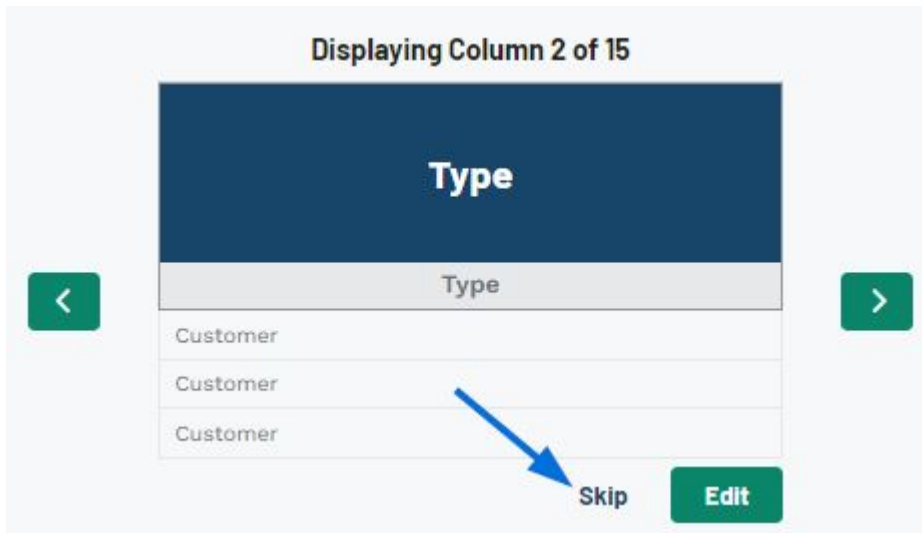 Displaying Column 2 of 15
Type
Type
Customer
Customer
Customer
Skip Edit